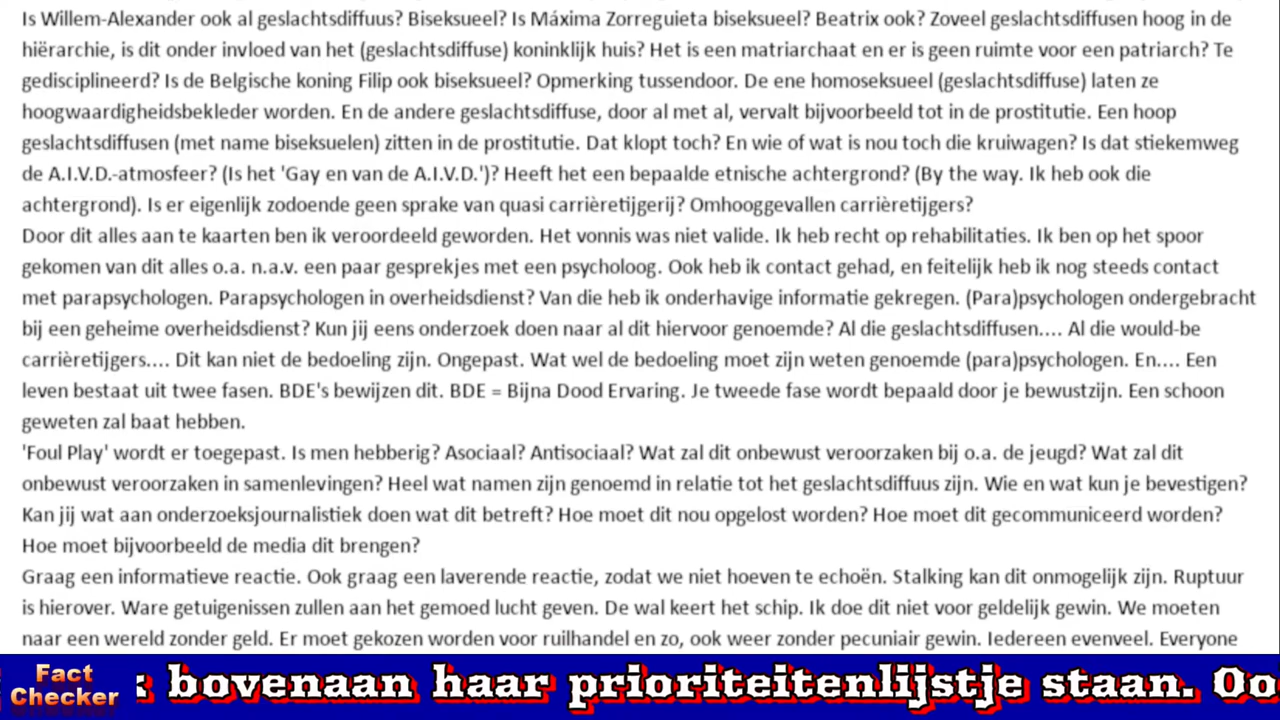 Is Willem-Alexander ook al geslachtsdiffuus? Biseksueel? Is Máxima Zorreguieta biseksueel? Beatrix ook? Zoveel geslachtsdiffusen hoog in de
hiërarchie, is dit onder invloed van het (geslachtsdiffuse) koninklijk huis? Het is een matriarchaat en er is geen ruimte voor een patriarch? Te
gedisciplineerd? Is de Belgische koning Filip ook biseksueel? Opmerking tussendoor. De ene homoseksueel (geslachtsdiffuse) laten ze
hoogwaardigheidsbekleder worden. En de andere geslachtsdiffuse, door al met al, vervalt bijvoorbeeld tot in de prostitutie. Een hoop
geslachtsdiffusen (met name biseksuelen) zitten in de prostitutie. Dat klopt toch? En wie of wat is nou toch die kruiwagen? Is dat stiekemweg
de A.I.V.D.-atmosfeer? (Is het 'Gay en van de A.I.V.D.')? Heeft het een bepaalde etnische achtergrond? (By the way. Ik heb ook die
achtergrond). Is er eigenlijk zodoende geen sprake van quasi carrièretijgerij? Omhooggevallen carrièretijgers?
Door dit alles aan te kaarten ben ik veroordeeld geworden. Het vonnis was niet valide. Ik heb recht op rehabilitaties. Ik ben op het spoor
gekomen van dit alles o.a. n.a.v. een paar gesprekjes met een psycholoog. Ook heb ik contact gehad, en feitelijk heb ik nog steeds contact
met parapsychologen. Parapsychologen in overheidsdienst? Van die heb ik onderhavige informatie gekregen. (Para)psychologen ondergebracht
bij een geheime overheidsdienst? Kun jij eens onderzoek doen naar al dit hiervoor genoemde? Al die geslachtsdiffusen.... Al die would-be
carrièretijgers.... Dit kan niet de bedoeling zijn. Ongepast. Wat wel de bedoeling moet zijn weten genoemde (para)psychologen. En.... Een
leven bestaat uit twee fasen. BDE's bewijzen dit. BDE = Bijna Dood Ervaring. Je tweede fase wordt bepaald door je bewustzijn. Een schoon
geweten zal baat hebben.
'Foul Play' wordt er toegepast. Is men hebberig? Asociaal? Antisociaal? Wat zal dit onbewust veroorzaken bij o.a. de jeugd? Wat zal dit
onbewust veroorzaken in samenlevingen? Heel wat namen zijn genoemd in relatie tot het geslachtsdiffuus zijn. Wie en wat kun je bevestigen?
Kan jij wat aan onderzoeksjournalistiek doen wat dit betreft? Hoe moet dit nou opgelost worden? Hoe moet dit gecommuniceerd worden?
Hoe moet bijvoorbeeld de media dit brengen?
Graag een informatieve reactie. Ook graag een laverende reactie, zodat we niet hoeven te echoën. Stalking kan dit onmogelijk zijn. Ruptuur
is hierover. Ware getuigenissen zullen aan het gemoed lucht geven. De wal keert het schip. Ik doe dit niet voor geldelijk gewin. We moeten
naar een wereld zonder geld. Er moet gekozen worden voor ruilhandel en zo, ook weer zonder pecuniair gewin. Iedereen evenveel. Everyone
Fact
Checker
bovenaan haar prioriteitenlijstje staan. Oo